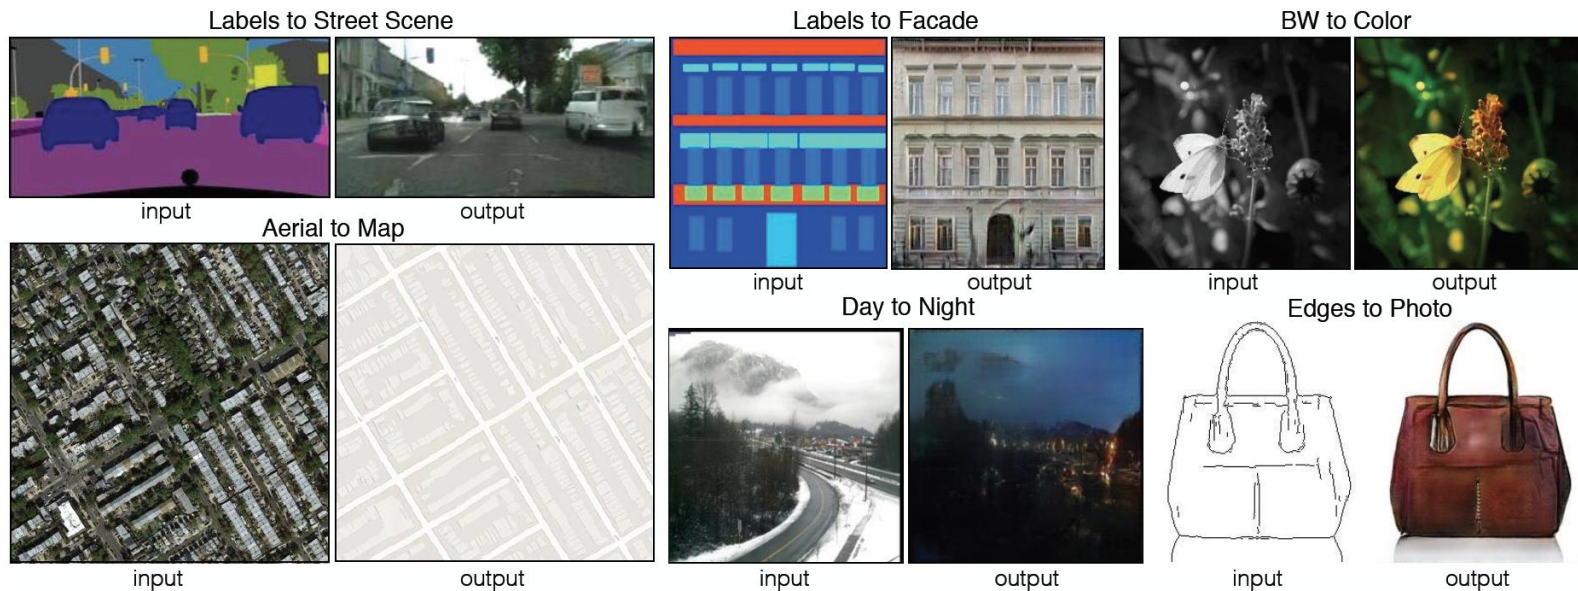 Labels to Street Scene
input
output
Aerial to Map
input
output
Labels to Facade
input
output
Day to Night
input
output
BW to Color
input
output
Edges to Photo
input
output